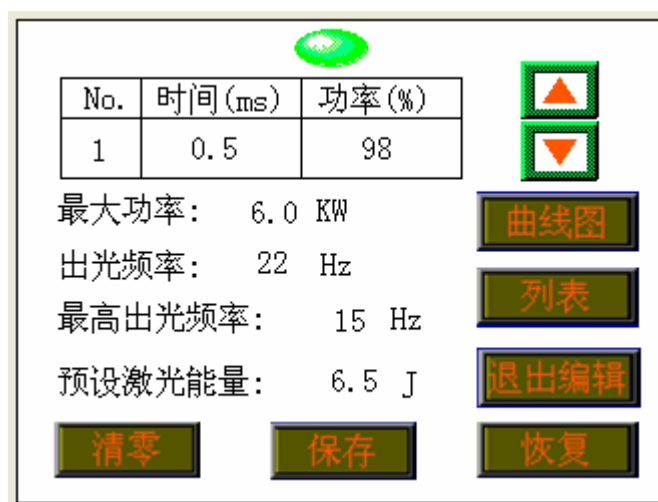 No. 时间(ms) 功率(%)
1 0.5 98
最大功率: 6.0 KW
曲线图
出光频率: 22 Hz
列表
最高出光频率: 15 Hz
预设激光能量: 6.5 J
退出编辑
清零 保存 恢复